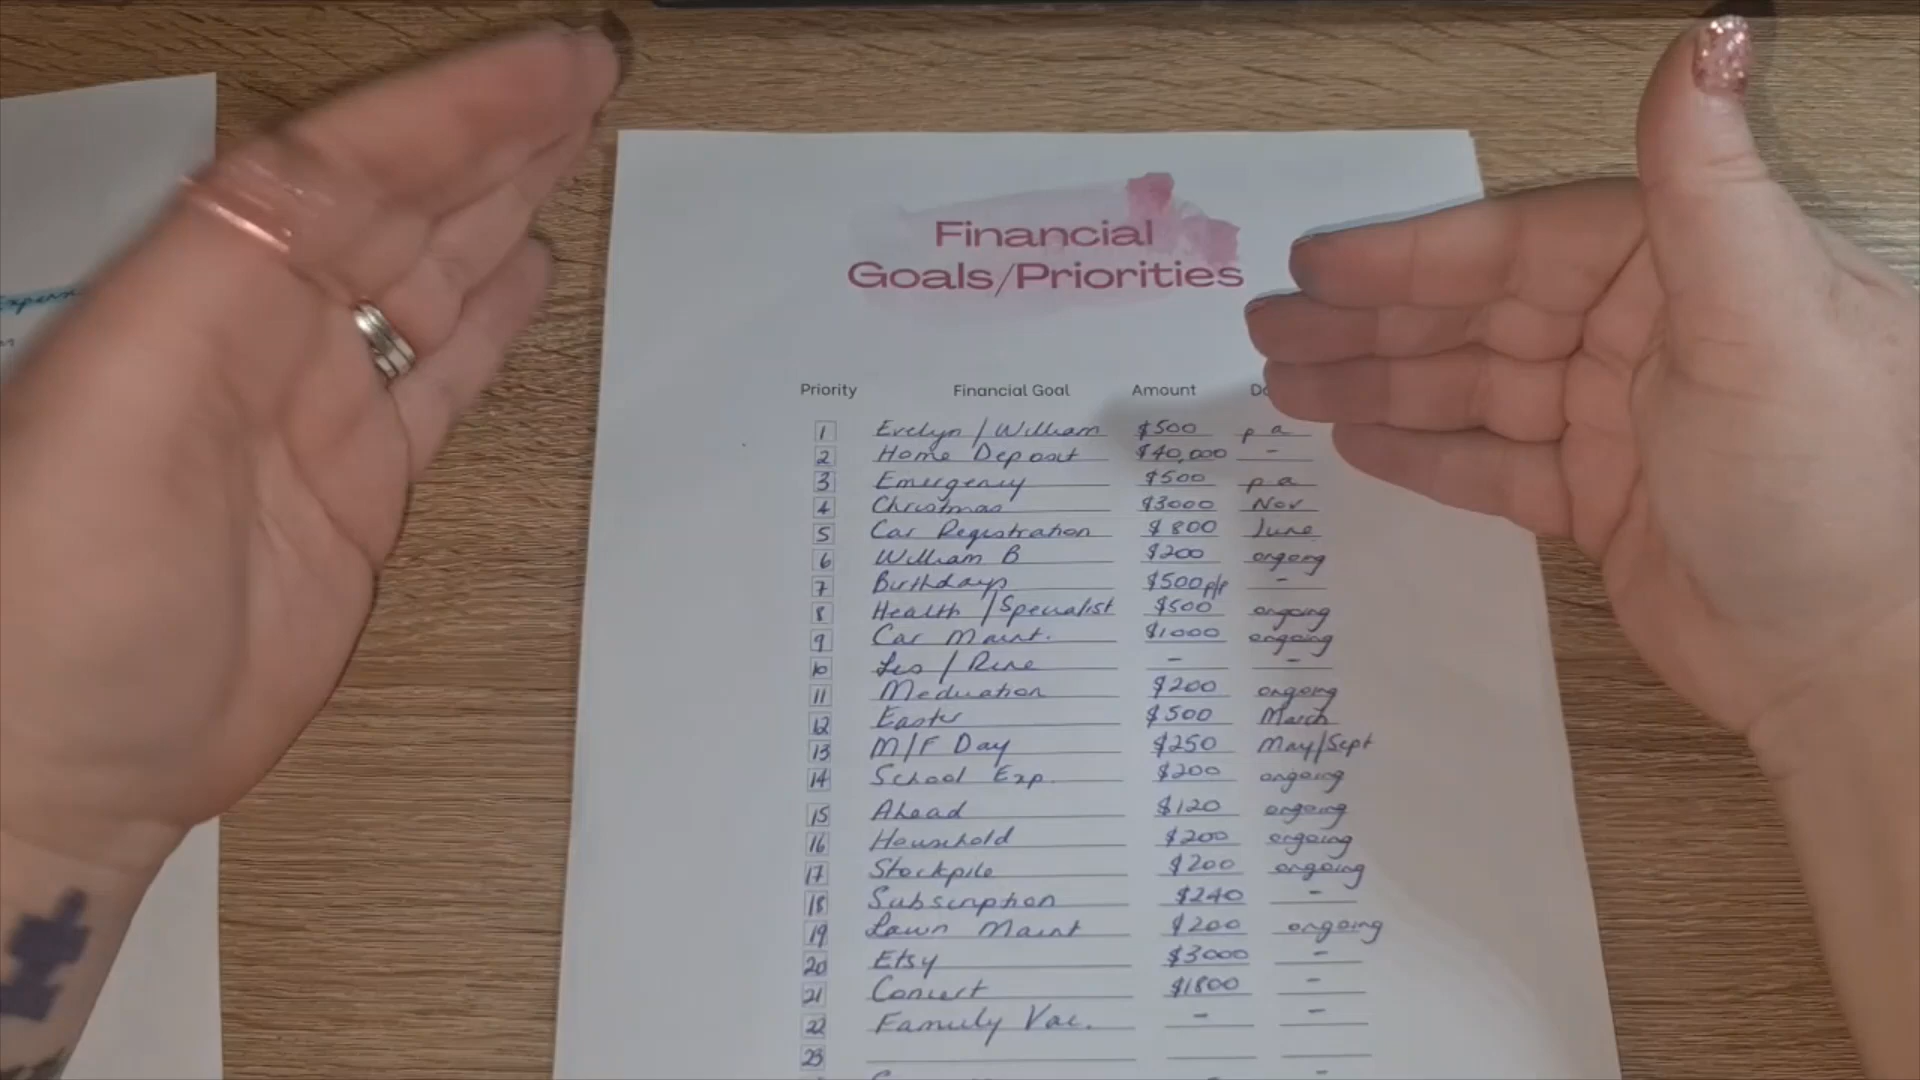 Expense
Financial
Goals/Priorities
Priority Financial Goal Amount
1 Evelyn/William $500 p a
2 Home Deposit $40,000 -
3 Emergency $500 p a
4 Christmas $3000 Nov
5 Car Registration $800 June
6 William B $200 ongoing
7 Birthdays $500 p/p -
8 Health/Specialist $500 ongoing
9 Car Maint. $1000 ongoing
10 - -
11 Medication $200 ongoing
12 Easter $500 March
13 M/F Day $250 May/Sept
14 School Exp. $200 ongoing
15 Ahead $120 ongoing
16 Household $200 ongoing
17 Stockpile $200 ongoing
18 Subscription $240 -
19 Lawn Maint $200 ongoing
20 Etsy $3000 -
21 Concert $1800 -
22 Family Vac. - -
23